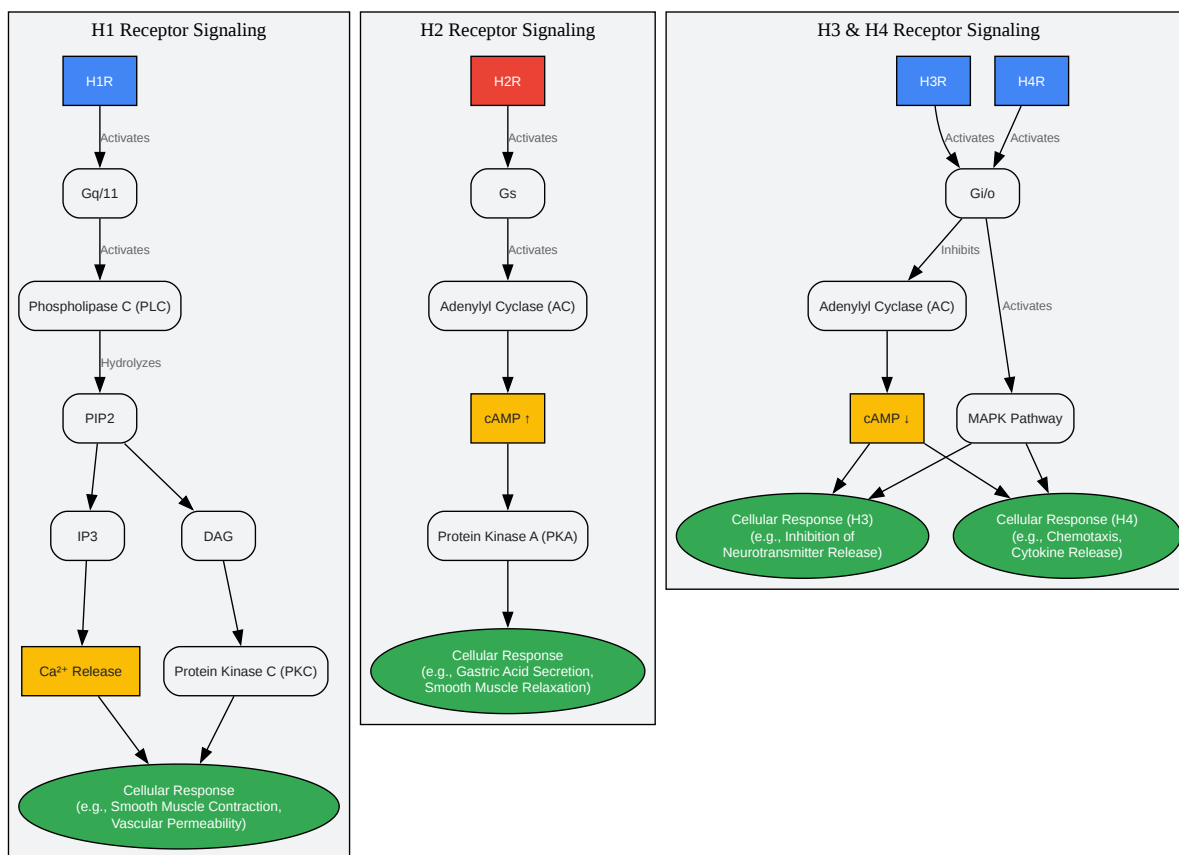 H1 Receptor Signaling
H1R
Activates
Gq/11
Activates
Phospholipase C (PLC)
Hydrolyzes
PIP2
IP3
DAG
Ca²⁺ Release
Protein Kinase C (PKC)
Cellular Response
(e.g., Smooth Muscle Contraction,
Vascular Permeability)
H2 Receptor Signaling
H2R
Activates
Gs
Activates
Adenylyl Cyclase (AC)
cAMP ↑
Protein Kinase A (PKA)
Cellular Response
(e.g., Gastric Acid Secretion,
Smooth Muscle Relaxation)
H3 & H4 Receptor Signaling
H3R
H4R
Activates
Activates
Gi/o
Inhibits
Adenylyl Cyclase (AC)
Activates
cAMP ↓
MAPK Pathway
Cellular Response (H3)
(e.g., Inhibition of
Neurotransmitter Release)
Cellular Response (H4)
(e.g., Chemotaxis,
Cytokine Release)